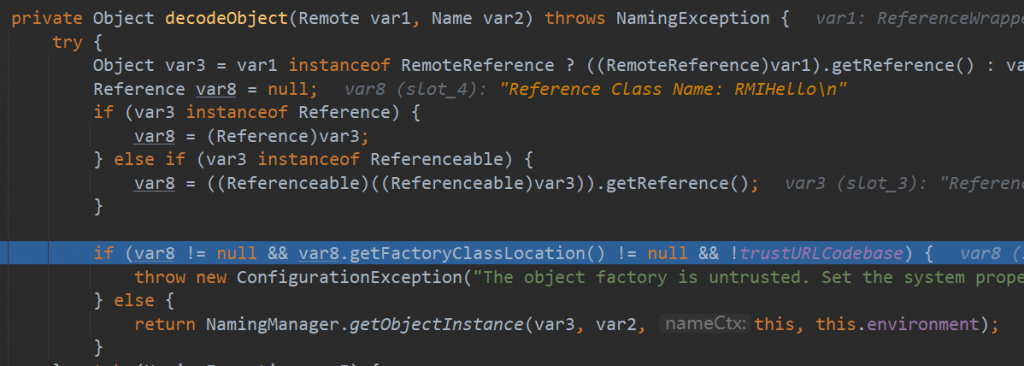 private Object decodeObject(Remote var1, Name var2) throws NamingException {  var1: ReferenceWrappe
try {
Object var3 = var1 instanceof RemoteReference ? ((RemoteReference)var1).getReference() : va
Reference var8 = null;  var8 (slot_4): "Reference Class Name: RMIHello\n"
if (var3 instanceof Reference) {
var8 = (Reference)var3;
} else if (var3 instanceof Referenceable) {
var8 = ((Referenceable)((Referenceable)var3)).getReference();  var3 (slot_3): "Referen
}
if (var8 != null && var8.getFactoryClassLocation() != null && !trustURLCodebase) {  var8 (s
throw new ConfigurationException("The object factory is untrusted. Set the system prope
} else {
return NamingManager.getObjectInstance(var3, var2, nameCtx: this, this.environment);
}